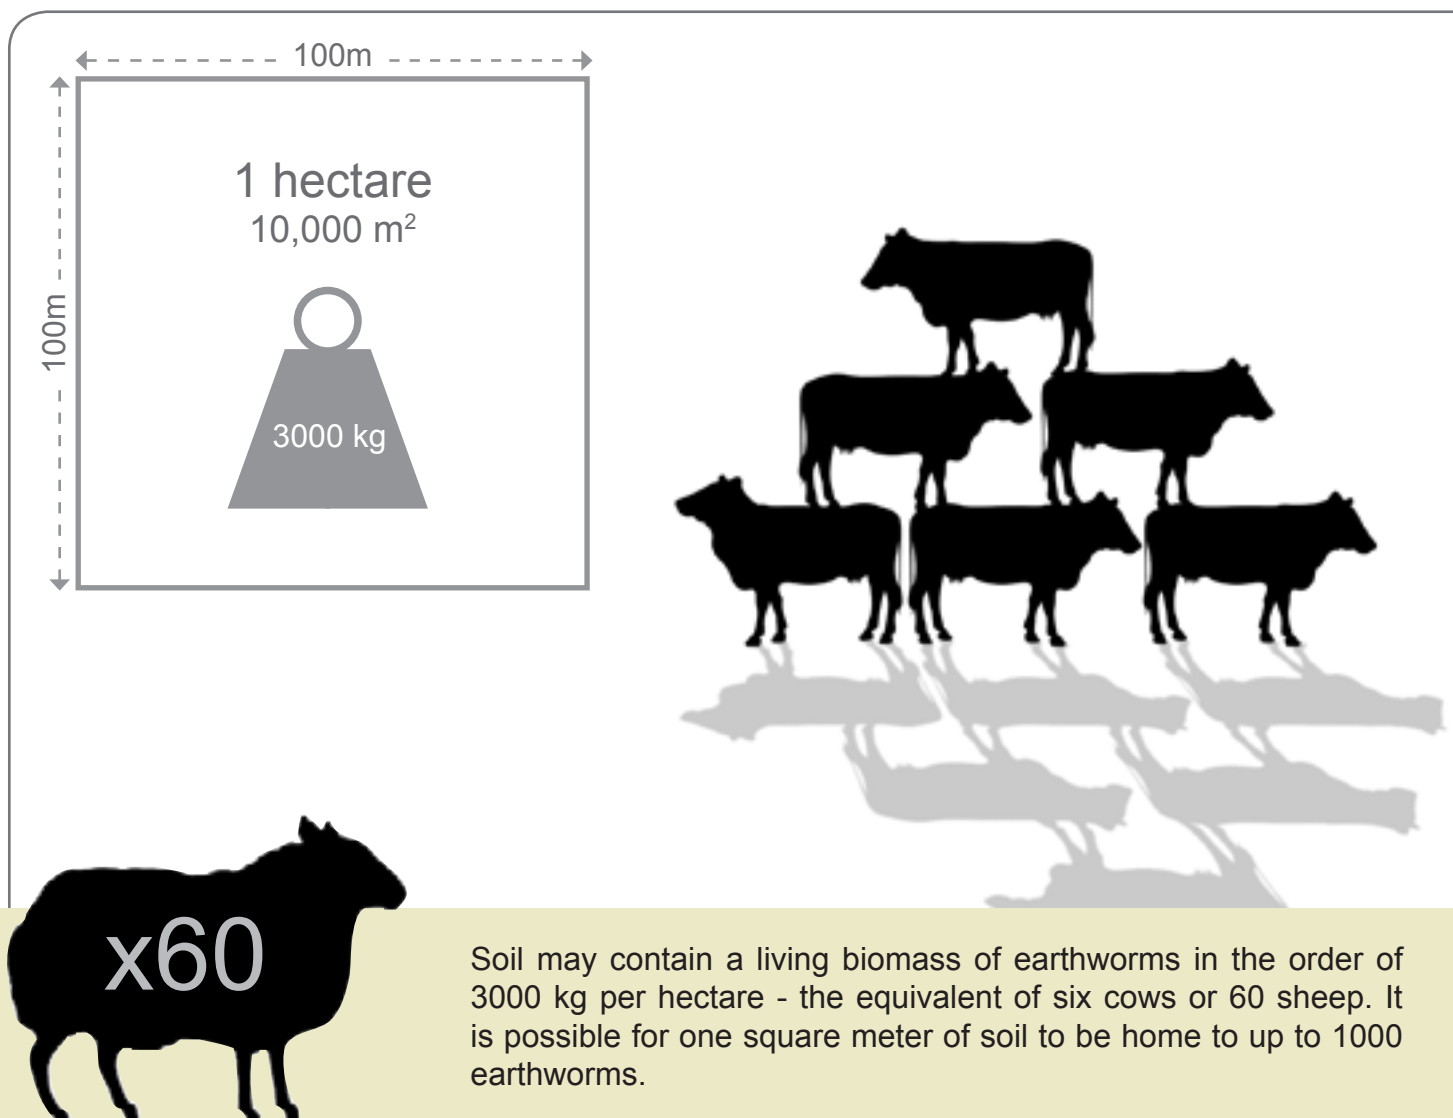 100m
100m
1 hectare
10,000 m²
3000 kg
x60
Soil may contain a living biomass of earthworms in the order of
3000 kg per hectare - the equivalent of six cows or 60 sheep. It
is possible for one square meter of soil to be home to up to 1000
earthworms.